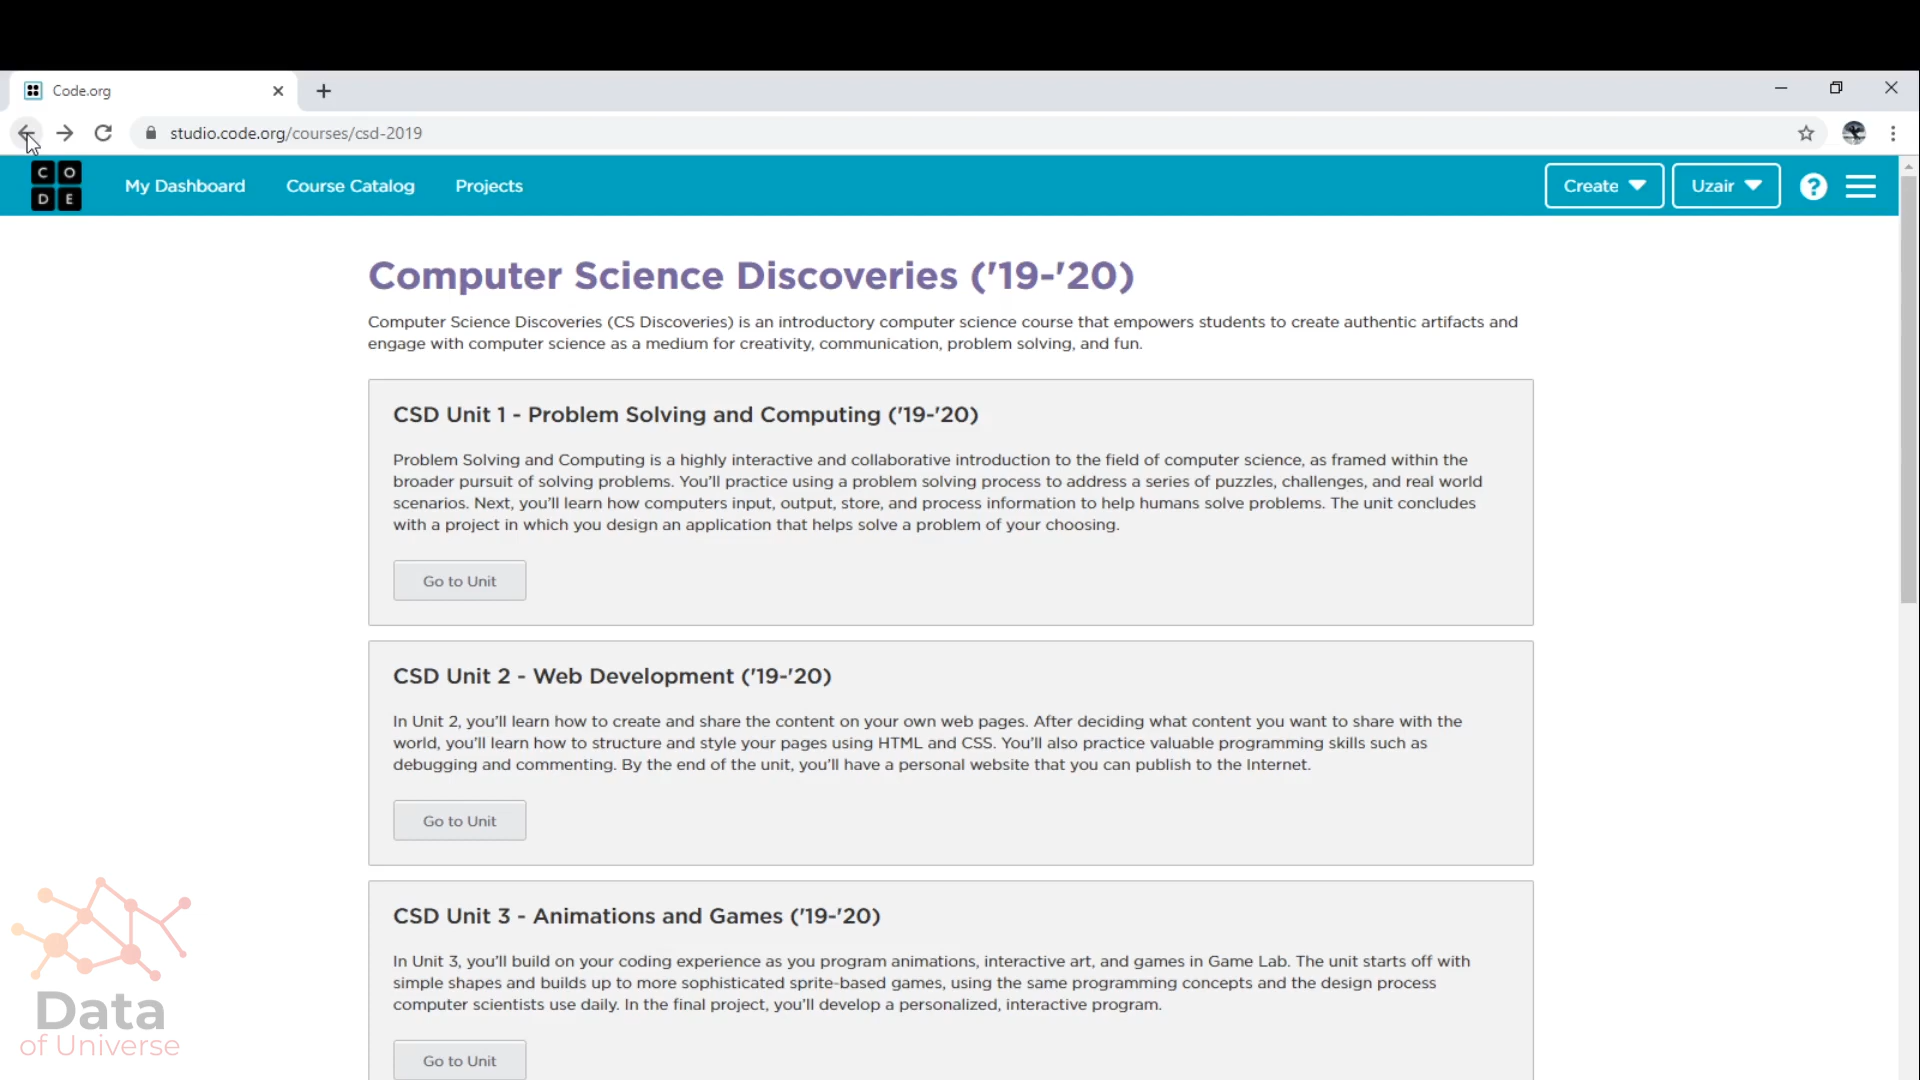 Code.org
studio.code.org/courses/csd-2019
CODE
My Dashboard Course Catalog Projects Create Uzair ?
Computer Science Discoveries ('19-'20)
Computer Science Discoveries (CS Discoveries) is an introductory computer science course that empowers students to create authentic artifacts and
engage with computer science as a medium for creativity, communication, problem solving, and fun.
CSD Unit 1 - Problem Solving and Computing ('19-'20)
Problem Solving and Computing is a highly interactive and collaborative introduction to the field of computer science, as framed within the
broader pursuit of solving problems. You'll practice using a problem solving process to address a series of puzzles, challenges, and real world
scenarios. Next, you'll learn how computers input, output, store, and process information to help humans solve problems. The unit concludes
with a project in which you design an application that helps solve a problem of your choosing.
Go to Unit
CSD Unit 2 - Web Development ('19-'20)
In Unit 2, you'll learn how to create and share the content on your own web pages. After deciding what content you want to share with the
world, you'll learn how to structure and style your pages using HTML and CSS. You'll also practice valuable programming skills such as
debugging and commenting. By the end of the unit, you'll have a personal website that you can publish to the Internet.
Go to Unit
CSD Unit 3 - Animations and Games ('19-'20)
In Unit 3, you'll build on your coding experience as you program animations, interactive art, and games in Game Lab. The unit starts off with
simple shapes and builds up to more sophisticated sprite-based games, using the same programming concepts and the design process
computer scientists use daily. In the final project, you'll develop a personalized, interactive program.
Go to Unit
Data
of Universe